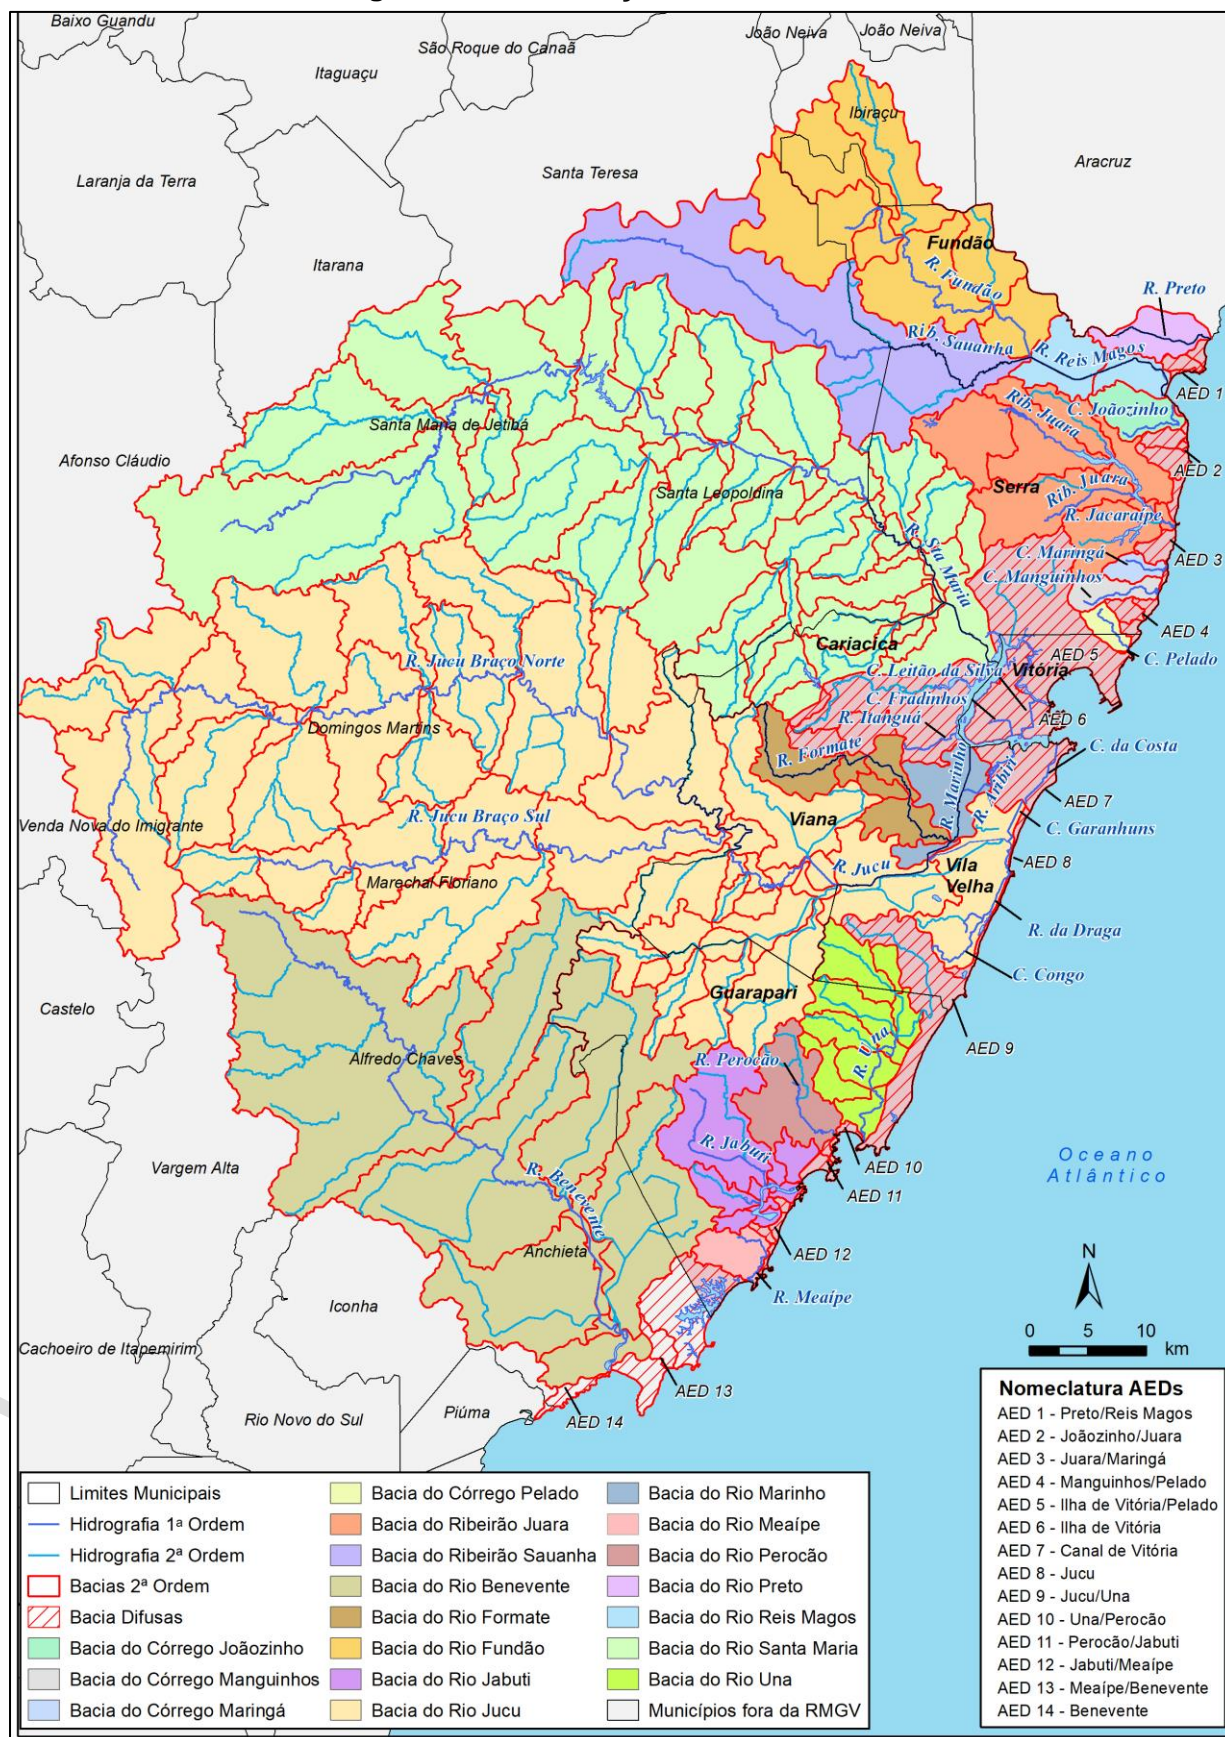 Baixo Guandu
João Neiva
João Neiva
São Roque do Canaã
Itaguaçu
Ibiraçu
Aracruz
Santa Teresa
Laranja da Terra
Fundão
Itarana
R. Fundão
R. Preto
Rib. Sauanha
R. Reis Magos
AED 1
C. Joãozinho
Rib. Juara
Santa Maria de Jetibá
Afonso Cláudio
AED 2
Santa Leopoldina
Serra
Rib. Juara
R. Jacaraípe
R. Sta Maria
C. Maringá
AED 3
C. Manguinhos
AED 4
Cariacica
AED 5
C. Pelado
R. Jucu Braço Norte
C. Leitão da Silva
Vitória
C. Fradinhos
R. Itanguá
AED 6
Domingos Martins
R. Formate
C. da Costa
R. Marinho
R. Aribiri
AED 7
Venda Nova do Imigrante
R. Jucu Braço Sul
Viana
C. Garanhuns
R. Jucu
Vila
Velha
AED 8
Marechal Floriano
R. da Draga
C. Congo
Guarapari
Castelo
AED 9
R. Una
Alfredo Chaves
R. Perocão
R. Jabuti
AED 10
Vargem Alta
Oceano
Atlântico
AED 11
R. Benevente
AED 12
Anchieta
N
R. Meaípe
Iconha
0 5 10
km
Cachoeiro de Itapemirim
AED 13
Rio Novo do Sul
Piúma
AED 14
Nomeclatura AEDs
AED 1 - Preto/Reis Magos
AED 2 - Joãozinho/Juara
AED 3 - Juara/Maringá
AED 4 - Manguinhos/Pelado
AED 5 - Ilha de Vitória/Pelado
AED 6 - Ilha de Vitória
AED 7 - Canal de Vitória
AED 8 - Jucu
AED 9 - Jucu/Una
AED 10 - Una/Perocão
AED 11 - Perocão/Jabuti
AED 12 - Jabuti/Meaípe
AED 13 - Meaípe/Benevente
AED 14 - Benevente
Limites Municipais
Hidrografia 1ª Ordem
Hidrografia 2ª Ordem
Bacias 2ª Ordem
Bacia Difusas
Bacia do Córrego Joãozinho
Bacia do Córrego Manguinhos
Bacia do Córrego Maringá
Bacia do Córrego Pelado
Bacia do Ribeirão Juara
Bacia do Ribeirão Sauanha
Bacia do Rio Benevente
Bacia do Rio Formate
Bacia do Rio Fundão
Bacia do Rio Jabuti
Bacia do Rio Jucu
Bacia do Rio Marinho
Bacia do Rio Meaípe
Bacia do Rio Perocão
Bacia do Rio Preto
Bacia do Rio Reis Magos
Bacia do Rio Santa Maria
Bacia do Rio Una
Municípios fora da RMGV